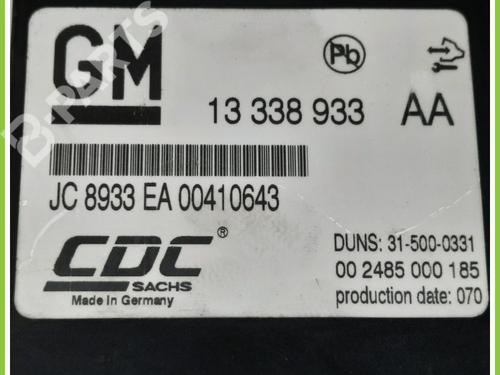 GM
Pb
13 338 933 AA
JC 8933 EA 00410643
CDC®
SACHS
Made in Germany
DUNS: 31-500-0331
00 2485 000 185
production date: 070
B-PARTS